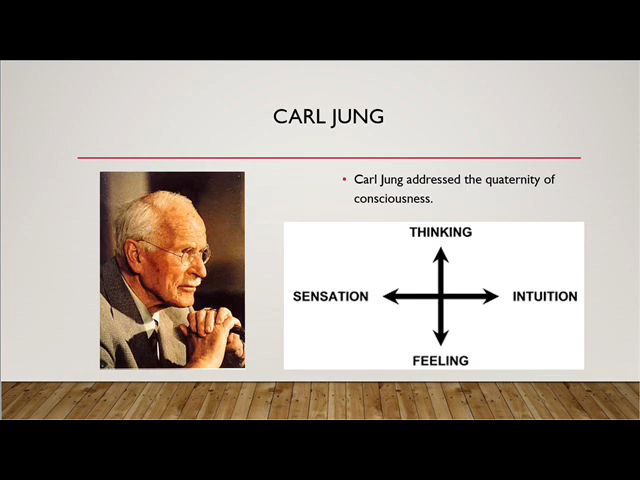 CARL JUNG
• Carl Jung addressed the quaternity of
consciousness.
THINKING
SENSATION
INTUITION
FEELING